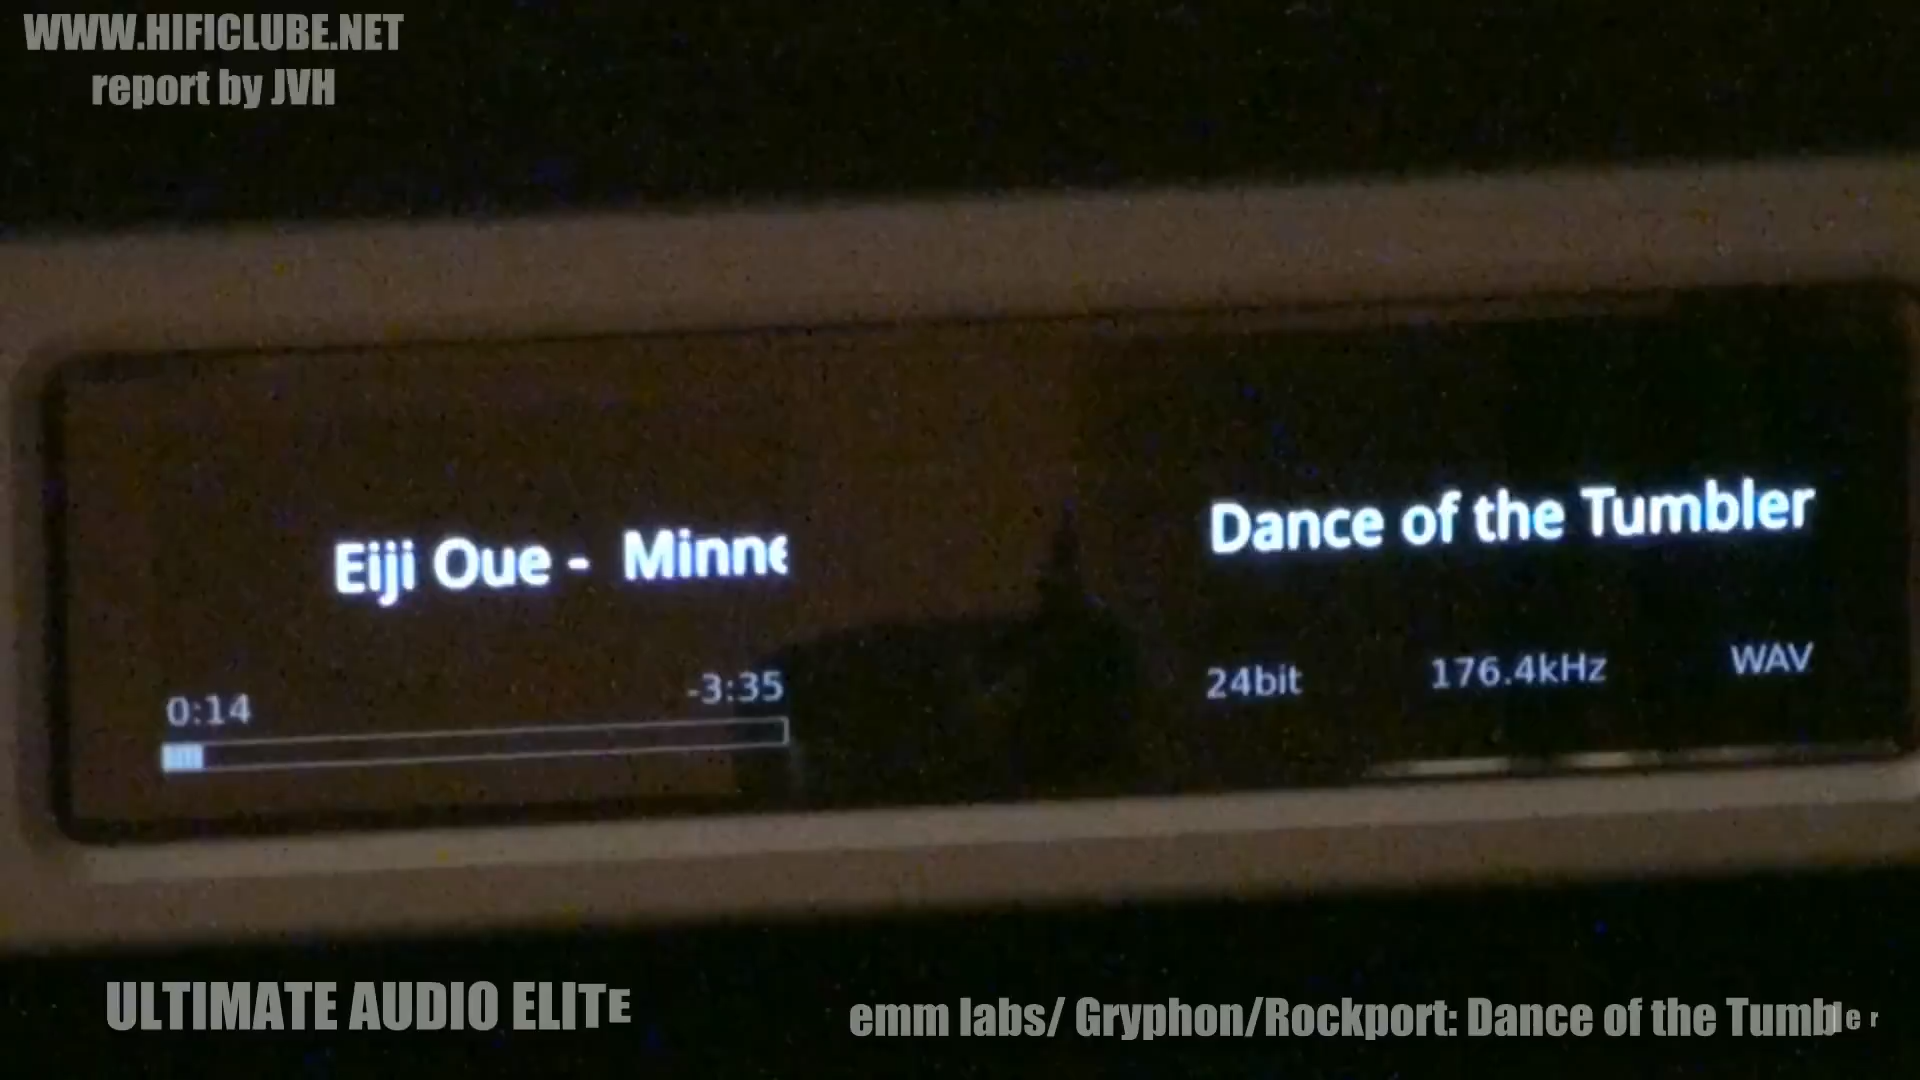 WWW.HIFICLUBE.NET
report by JVH
Eiji Oue - Minne
Dance of the Tumbler
0:14
-3:35
24bit
176.4kHz
WAV
ULTIMATE AUDIO ELITE
emm labs/ Gryphon/Rockport: Dance of the Tumbler